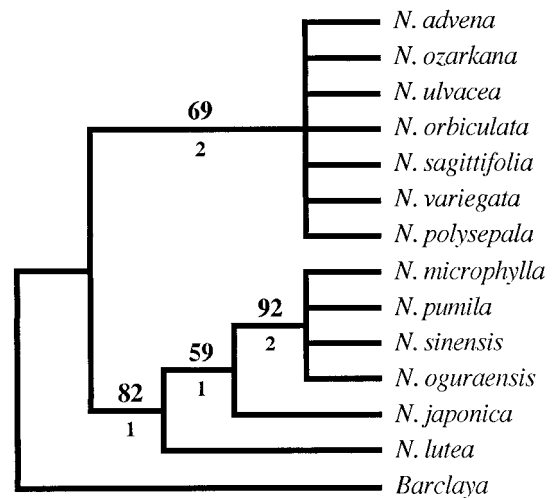 N. advena
N. ozarkana
N. ulvacea
69
N. orbiculata
2
N. sagittifolia
N. variegata
N. polysepala
N. microphylla
92
N. pumila
2
N. sinensis
59
N. oguraensis
1
82
N. japonica
1
N. lutea
Barclaya